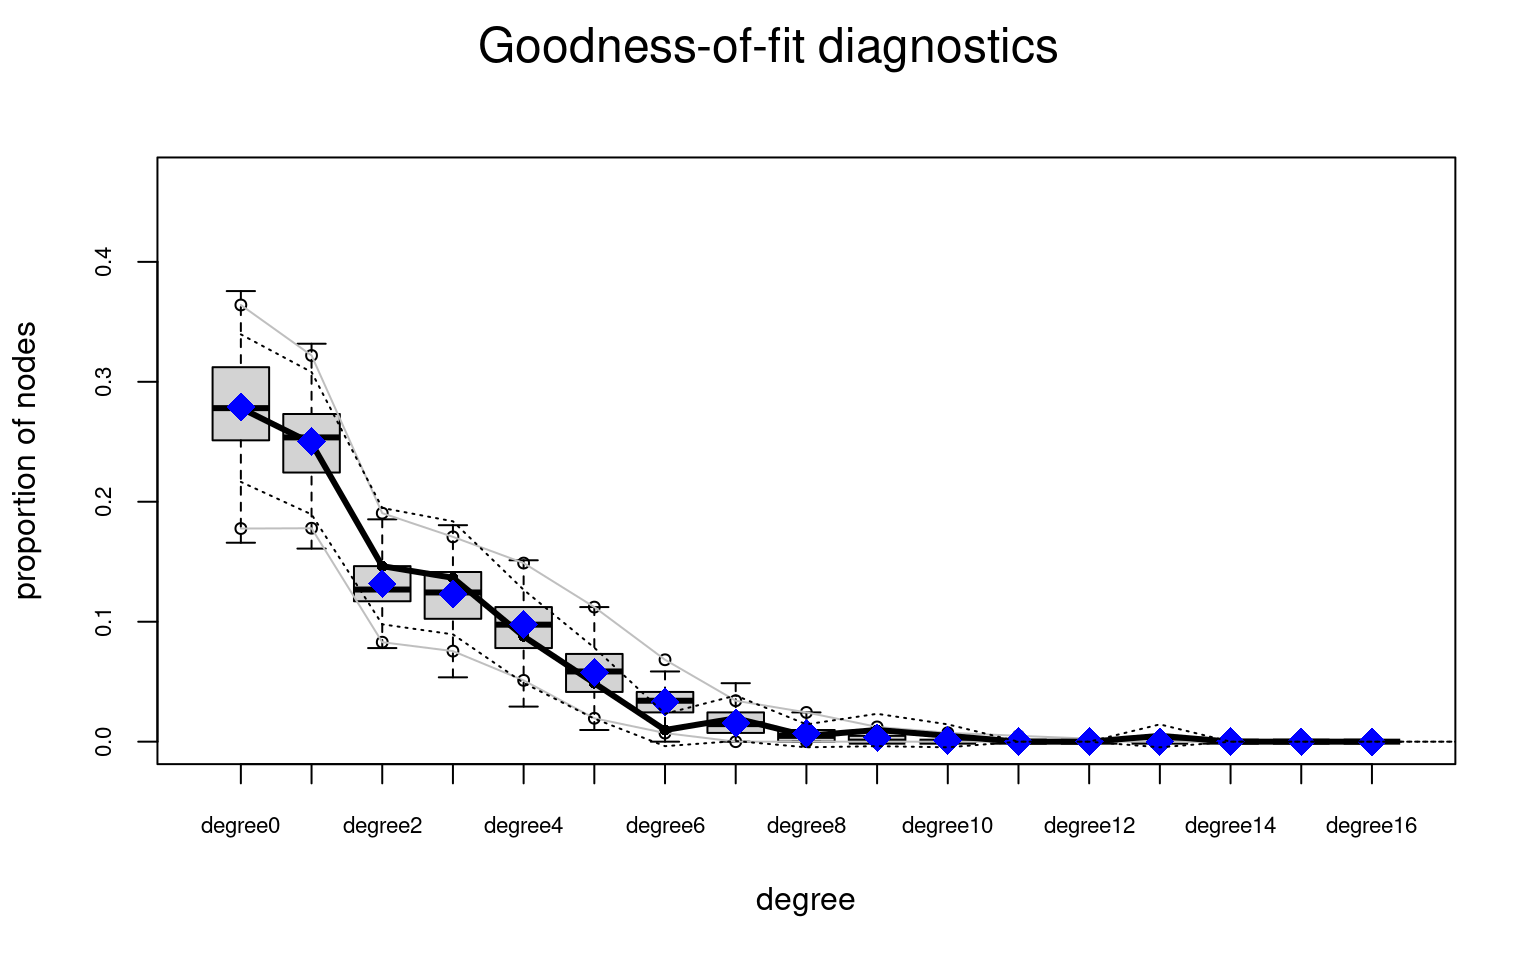 Goodness-of-fit diagnostics
proportion of nodes
0.4
0.3
0.2
0.1
0.0
degree0 degree2 degree4 degree6 degree8 degree10 degree12 degree14 degree16
degree